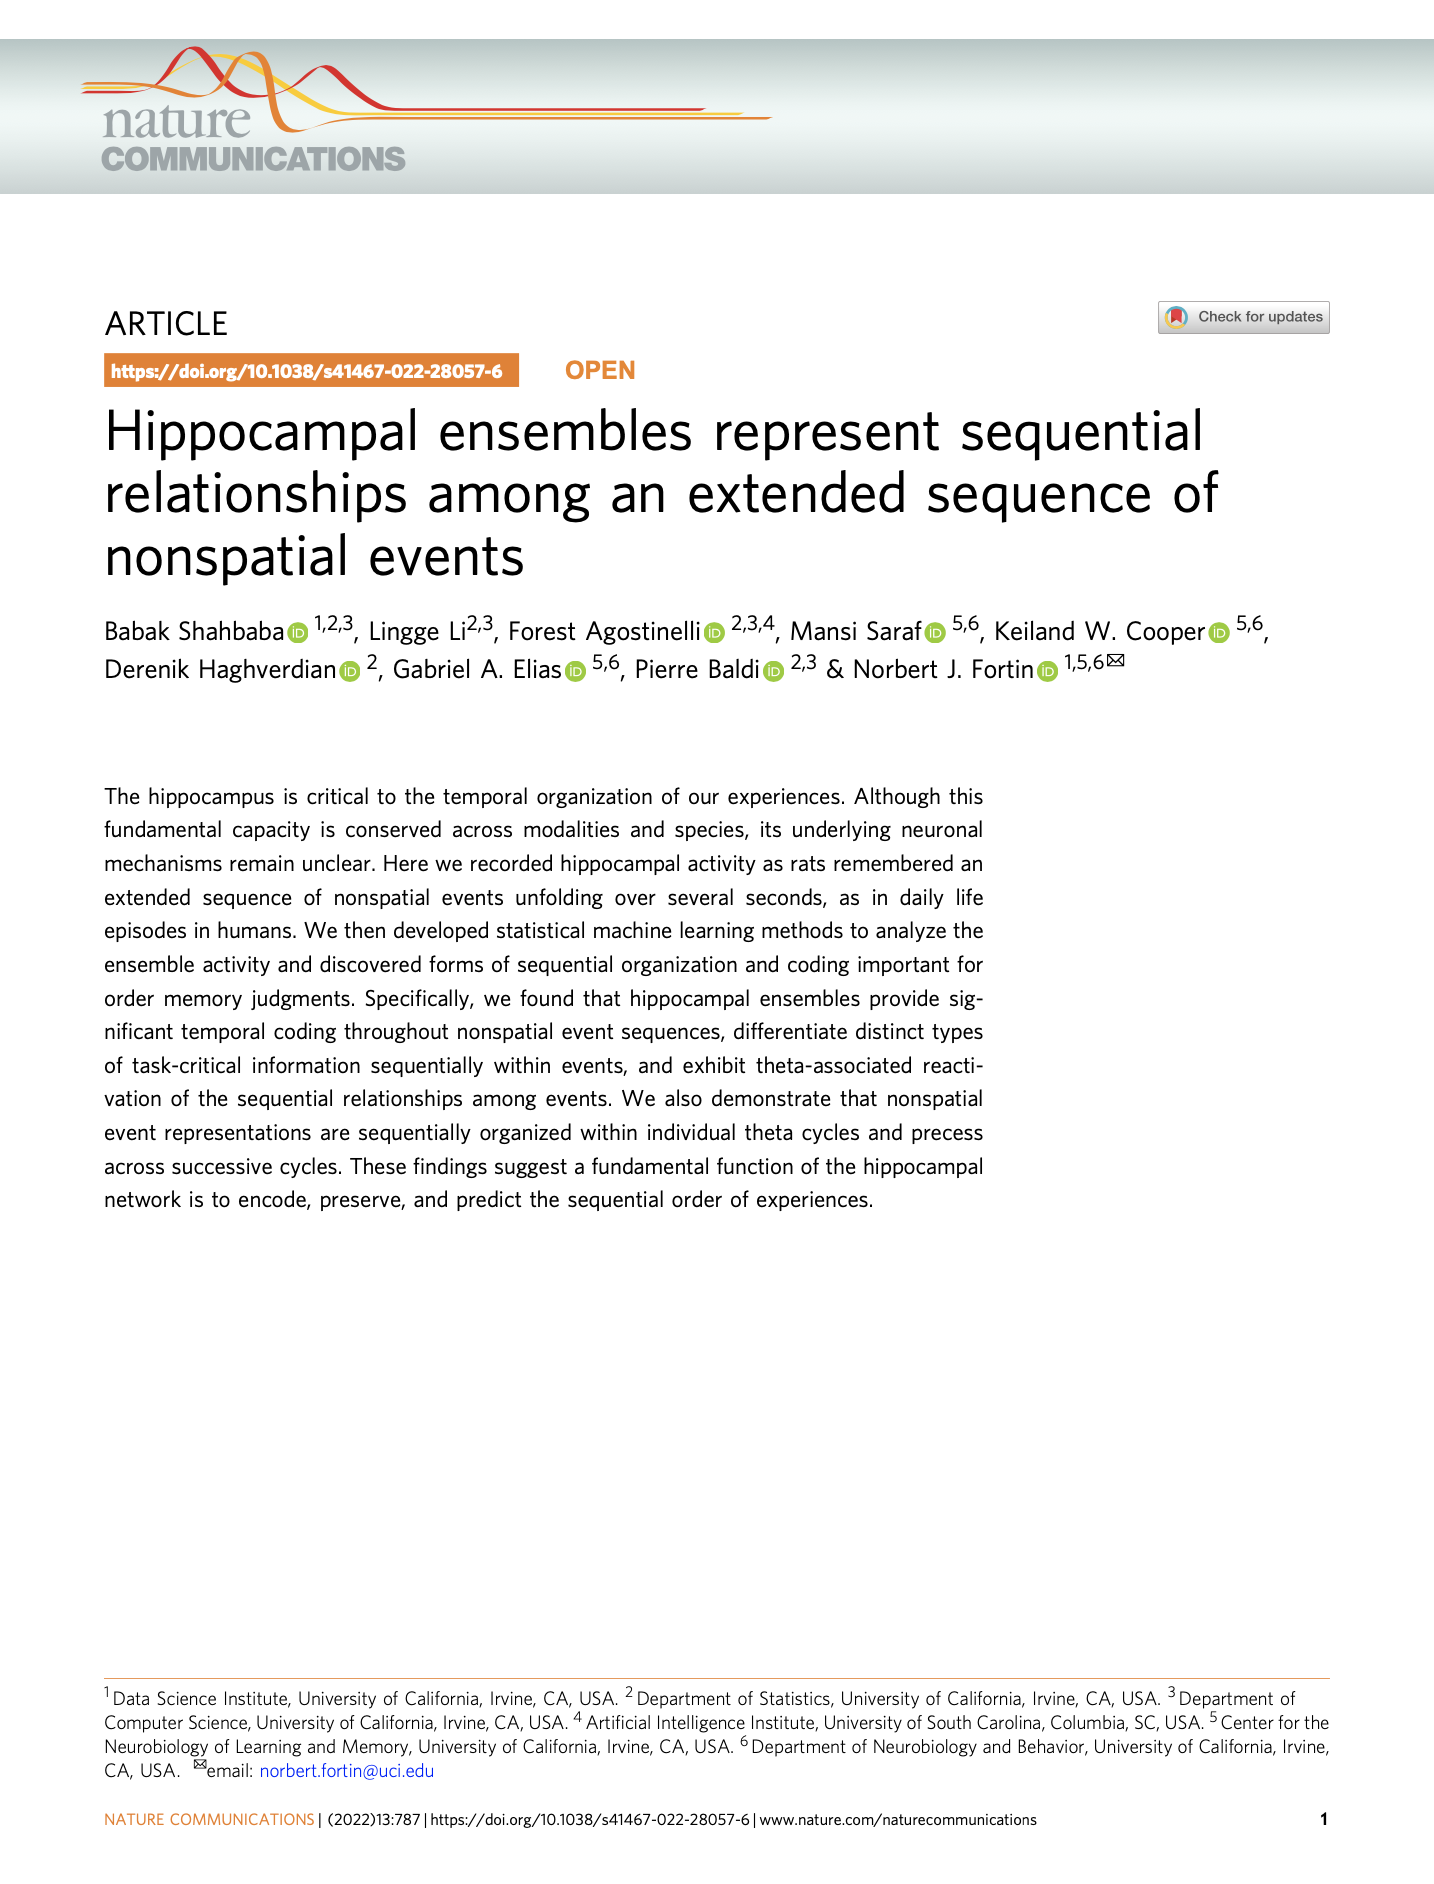 nature
COMMUNICATIONS
ARTICLE
Check for updates
https://doi.org/10.1038/s41467-022-28057-6
OPEN
Hippocampal ensembles represent sequential
relationships among an extended sequence of
nonspatial events
Babak Shahbaba iD 1,2,3, Lingge Li2,3, Forest Agostinelli iD 2,3,4, Mansi Saraf iD 5,6, Keiland W. Cooper iD 5,6,
Derenik Haghverdian iD 2, Gabriel A. Elias iD 5,6, Pierre Baldi iD 2,3 & Norbert J. Fortin iD 1,5,6✉
The hippocampus is critical to the temporal organization of our experiences. Although this
fundamental capacity is conserved across modalities and species, its underlying neuronal
mechanisms remain unclear. Here we recorded hippocampal activity as rats remembered an
extended sequence of nonspatial events unfolding over several seconds, as in daily life
episodes in humans. We then developed statistical machine learning methods to analyze the
ensemble activity and discovered forms of sequential organization and coding important for
order memory judgments. Specifically, we found that hippocampal ensembles provide sig-
nificant temporal coding throughout nonspatial event sequences, differentiate distinct types
of task-critical information sequentially within events, and exhibit theta-associated reacti-
vation of the sequential relationships among events. We also demonstrate that nonspatial
event representations are sequentially organized within individual theta cycles and precess
across successive cycles. These findings suggest a fundamental function of the hippocampal
network is to encode, preserve, and predict the sequential order of experiences.
1 Data Science Institute, University of California, Irvine, CA, USA. 2 Department of Statistics, University of California, Irvine, CA, USA. 3 Department of
Computer Science, University of California, Irvine, CA, USA. 4 Artificial Intelligence Institute, University of South Carolina, Columbia, SC, USA. 5 Center for the
Neurobiology of Learning and Memory, University of California, Irvine, CA, USA. 6 Department of Neurobiology and Behavior, University of California, Irvine,
CA, USA. ✉email: norbert.fortin@uci.edu
NATURE COMMUNICATIONS | (2022)13:787 | https://doi.org/10.1038/s41467-022-28057-6 | www.nature.com/naturecommunications
1